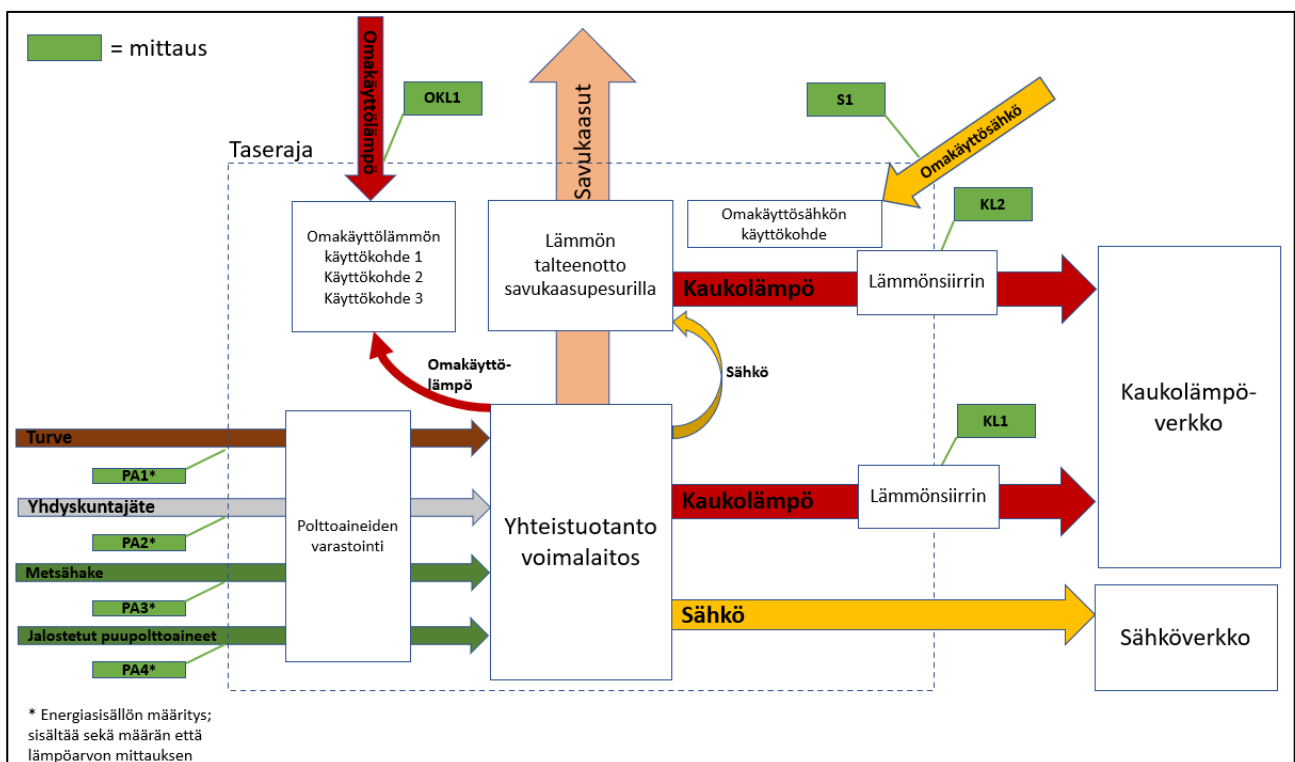 = mittaus
Omakäyttölämpö
OKL1
Savukaasut
S1
Omakäyttösähkö
Taseraja
KL2
Omakäyttölämmön
käyttökohde 1
Käyttökohde 2
Käyttökohde 3
Lämmön
talteenotto
savukaasupesurilla
Omakäyttösähkön
käyttökohde
Kaukolämpö
Lämmönsiirrin
Kaukolämpö-
verkko
Omakäyttö-
lämpö
Sähkö
KL1
Turve
PA1*
Yhdyskuntajäte
PA2*
Metsähake
PA3*
Jalostetut puupolttoaineet
PA4*
Polttoaineiden
varastointi
Yhteistuotanto
voimalaitos
Kaukolämpö
Lämmönsiirrin
Sähkö
Sähköverkko
* Energiasisällön määritys;
sisältää sekä määrän että
lämpöarvon mittauksen